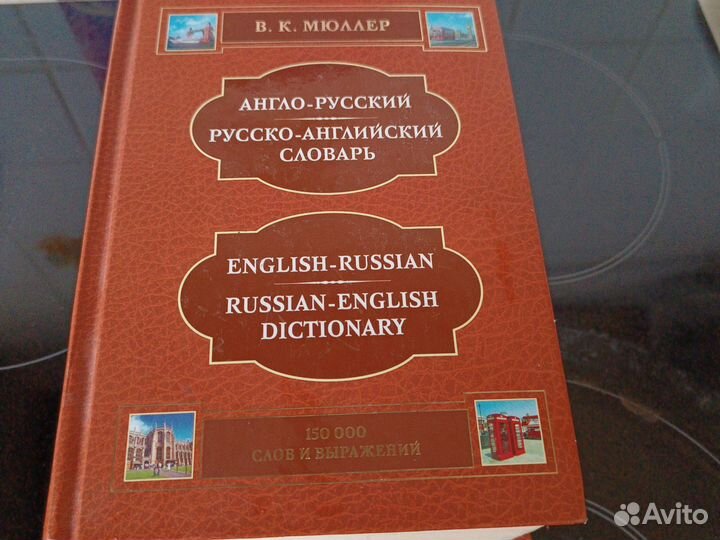 В. К. МЮЛЛЕР
АНГЛО-РУССКИЙ
РУССКО-АНГЛИЙСКИЙ
СЛОВАРЬ
ENGLISH-RUSSIAN
RUSSIAN-ENGLISH
DICTIONARY
150 000
СЛОВ И ВЫРАЖЕНИЙ
Avito